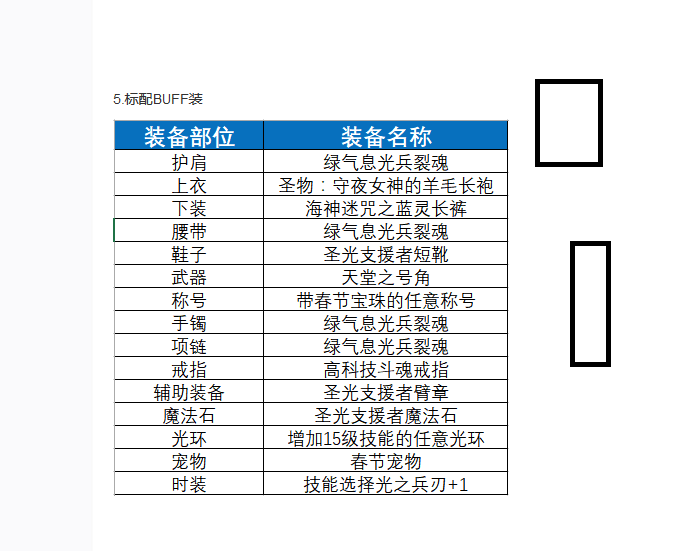 5.标配BUFF装
装备部位 装备名称
护肩 绿气息光兵裂魂
上衣 圣物：守夜女神的羊毛长袍
下装 海神迷咒之蓝灵长裤
腰带 绿气息光兵裂魂
鞋子 圣光支援者短靴
武器 天堂之号角
称号 带春节宝珠的任意称号
手镯 绿气息光兵裂魂
项链 绿气息光兵裂魂
戒指 高科技斗魂戒指
辅助装备 圣光支援者臂章
魔法石 圣光支援者魔法石
光环 增加15级技能的任意光环
宠物 春节宠物
时装 技能选择光之兵刃+1